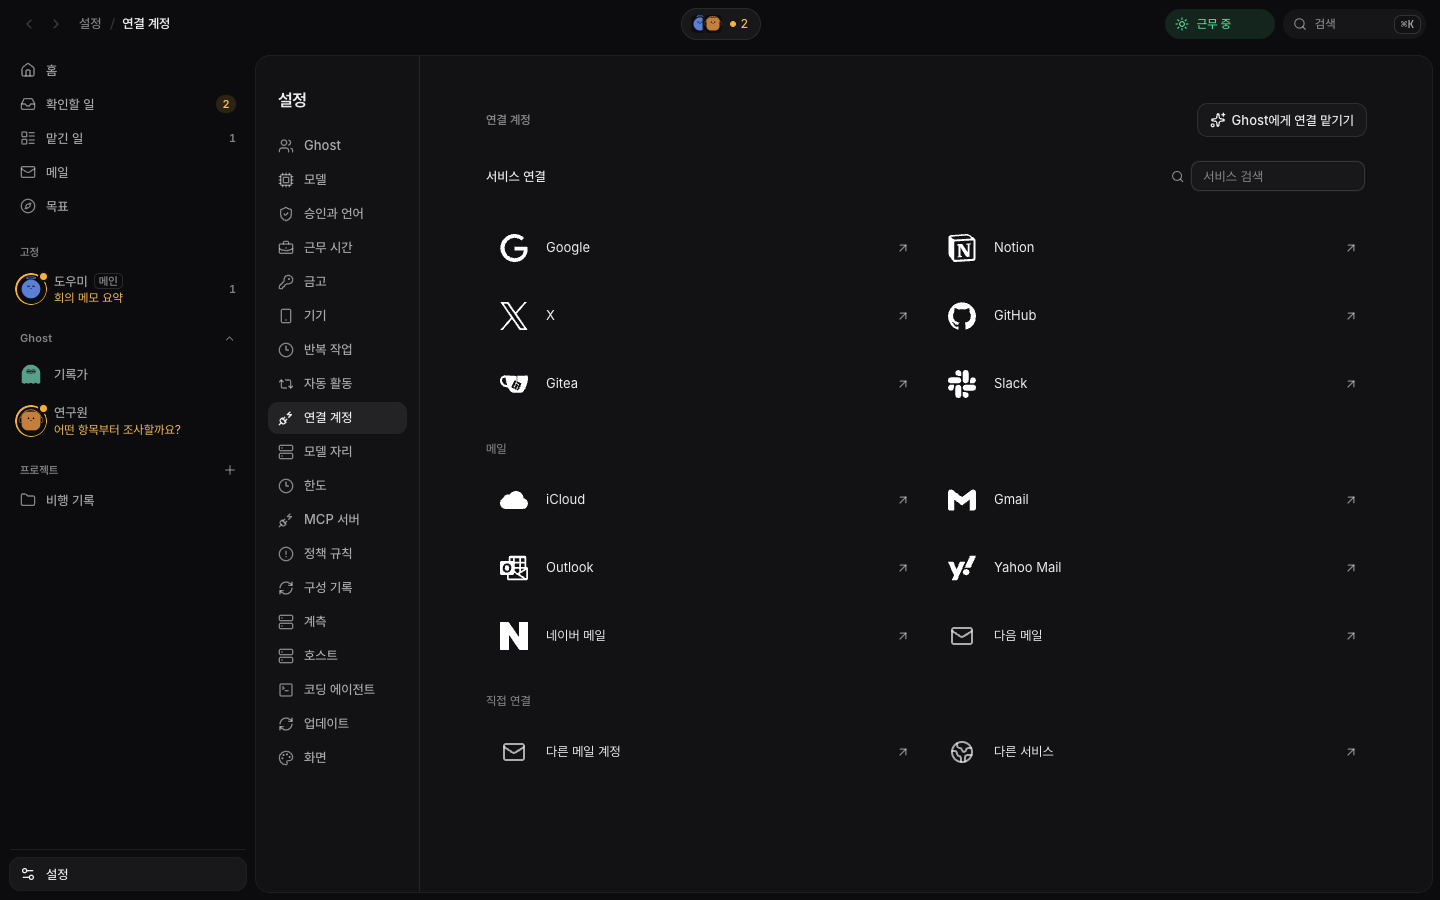 설정 / 연결 계정
2
근무 중
검색
⌘K
홈
확인할 일
2
맡긴 일
1
메일
목표
고정
도우미
메인
회의 메모 요약
1
Ghost
기록가
연구원
어떤 항목부터 조사할까요?
프로젝트
비행 기록
설정
설정
Ghost
모델
승인과 언어
근무 시간
금고
기기
반복 작업
자동 활동
연결 계정
모델 자리
한도
MCP 서버
정책 규칙
구성 기록
계측
호스트
코딩 에이전트
업데이트
화면
연결 계정
Ghost에게 연결 맡기기
서비스 연결
서비스 검색
Google
Notion
X
GitHub
Gitea
Slack
메일
iCloud
Gmail
Outlook
Yahoo Mail
네이버 메일
다음 메일
직접 연결
다른 메일 계정
다른 서비스